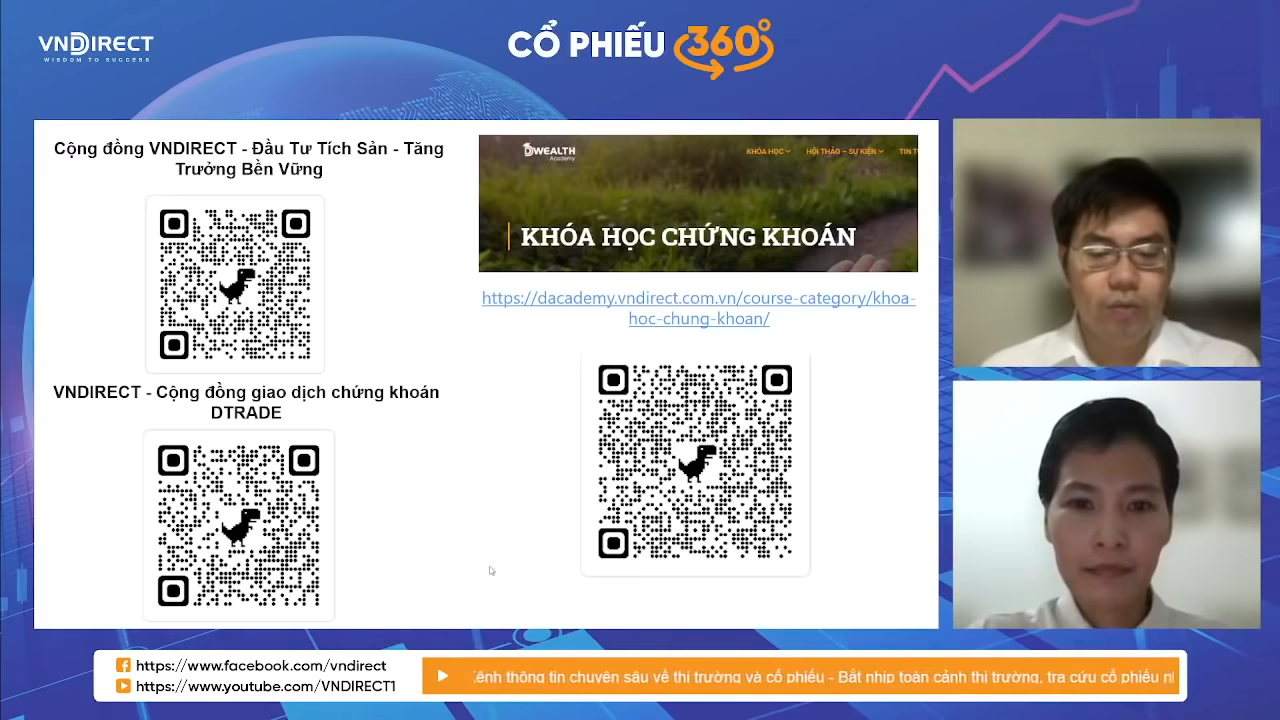 VNDIRECT
WISDOM TO SUCCESS
CỔ PHIẾU 360°
Cộng đồng VNDIRECT - Đầu Tư Tích Sản - Tăng
Trưởng Bền Vững
DWEALTH
Academy
KHÓA HỌC
HỘI THẢO – SỰ KIỆN
TIN T
KHÓA HỌC CHỨNG KHOÁN
https://dacademy.vndirect.com.vn/course-category/khoa-
hoc-chung-khoan/
VNDIRECT - Cộng đồng giao dịch chứng khoán
DTRADE
https://www.facebook.com/vndirect
https://www.youtube.com/VNDIRECT1
Kênh thông tin chuyên sâu về thị trường và cổ phiếu - Bắt nhịp toàn cảnh thị trường, tra cứu cổ phiếu